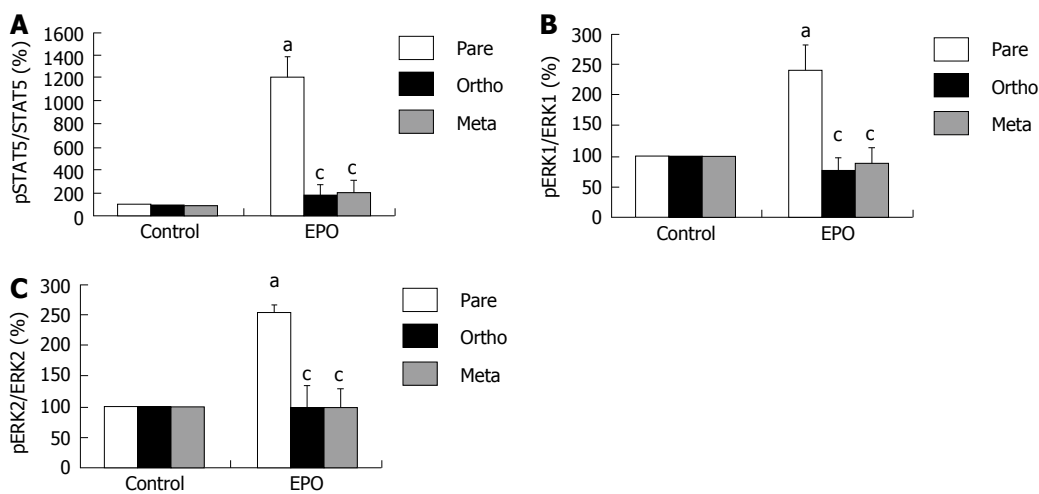 A
pSTAT5/STAT5 (%)
1600
1400
1200
1000
800
600
400
200
0
a
c
c
Control
EPO
Pare
Ortho
Meta
B
pERK1/ERK1 (%)
300
250
200
150
100
50
0
a
c
c
Control
EPO
Pare
Ortho
Meta
C
pERK2/ERK2 (%)
300
250
200
150
100
50
0
a
c
c
Control
EPO
Pare
Ortho
Meta